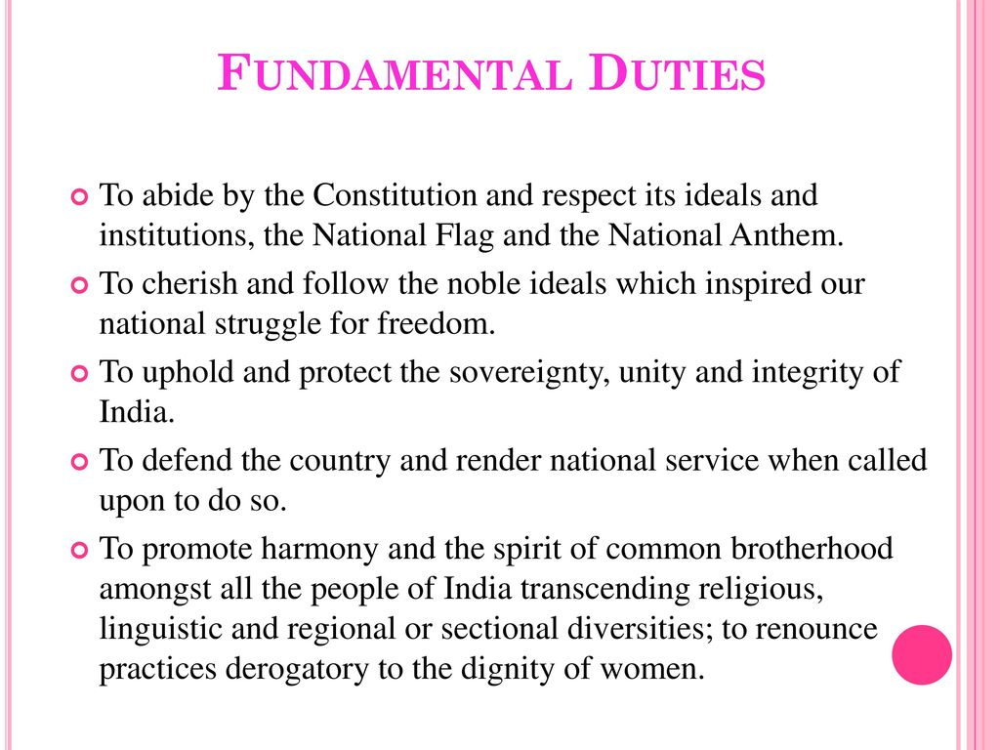 FUNDAMENTAL DUTIES
To abide by the Constitution and respect its ideals and
institutions, the National Flag and the National Anthem.
To cherish and follow the noble ideals which inspired our
national struggle for freedom.
To uphold and protect the sovereignty, unity and integrity of
India.
To defend the country and render national service when called
upon to do so.
To promote harmony and the spirit of common brotherhood
amongst all the people of India transcending religious,
linguistic and regional or sectional diversities; to renounce
practices derogatory to the dignity of women.